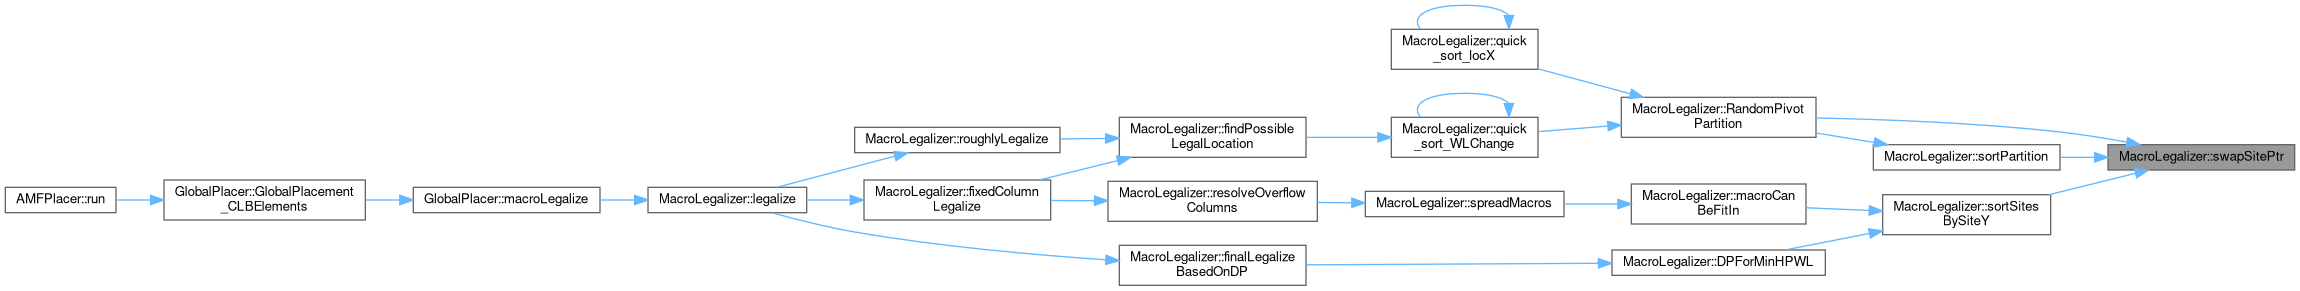 AMFPlacer::run
GlobalPlacer::GlobalPlacement
_CLBElements
GlobalPlacer::macroLegalize
MacroLegalizer::legalize
MacroLegalizer::roughlyLegalize
MacroLegalizer::fixedColumn
Legalize
MacroLegalizer::findPossible
LegalLocation
MacroLegalizer::resolveOverflow
Columns
MacroLegalizer::finalLegalize
BasedOnDP
MacroLegalizer::quick
_sort_locX
MacroLegalizer::quick
_sort_WLChange
MacroLegalizer::spreadMacros
MacroLegalizer::RandomPivot
Partition
MacroLegalizer::macroCan
BeFitIn
MacroLegalizer::DPForMinHPWL
MacroLegalizer::sortPartition
MacroLegalizer::sortSites
BySiteY
MacroLegalizer::swapSitePtr